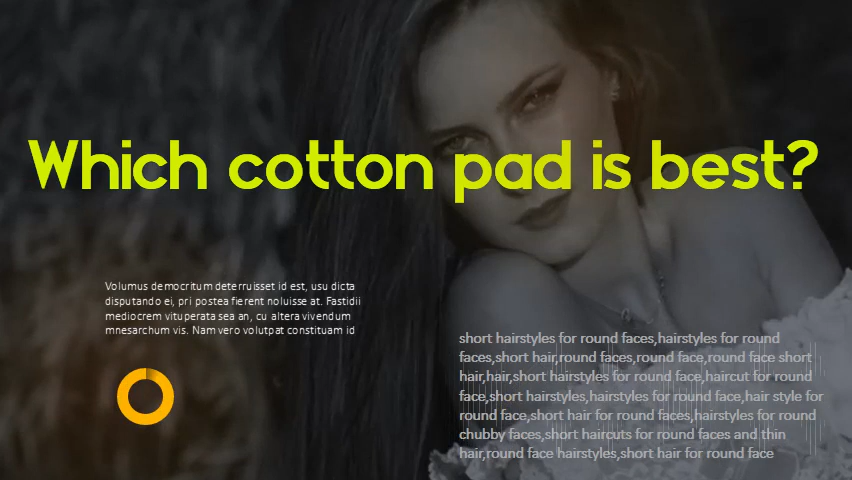 Which cotton pad is best?
Volumus democritum deterruisset id est, usu dicta
disputando ei, pri postea fierent noluisse at. Fastidii
mediocrem vituperata sea an, cu altera vivendum
mnesarchum vis. Nam vero volutpat constituam id
short hairstyles for round faces,hairstyles for round
faces,short hair,round faces,round face,round face short
hair,hair,short hairstyles for round face,haircut for round
face,short hairstyles,hairstyles for round face,hair style for
round face,short hair for round faces,hairstyles for round
chubby faces,short haircuts for round faces and thin
hair,round face hairstyles,short hair for round face